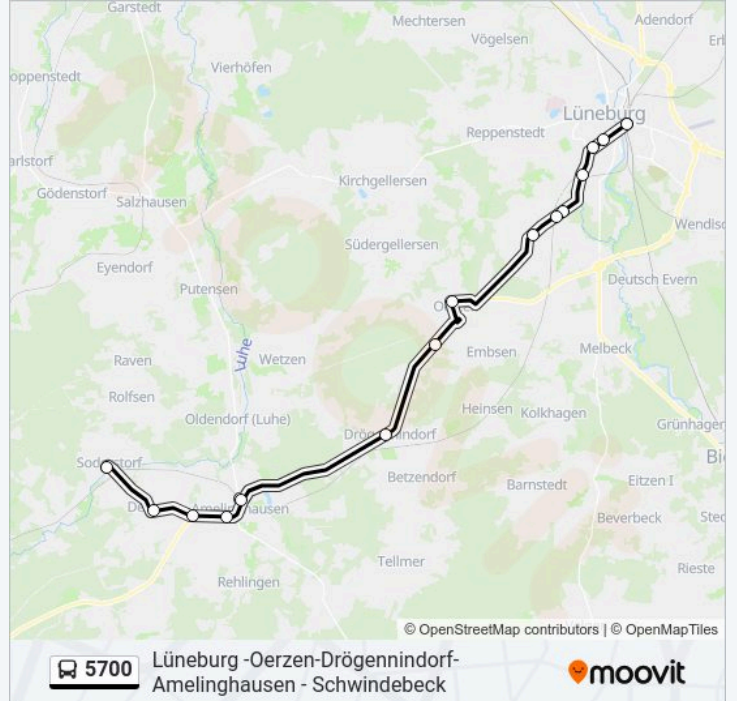 Garstedt
Mechtersen
Adendorf
Vögelsen
Vierhöfen
oppenstedt
Lüneburg
Reppenstedt
arlstorf
Kirchgellersen
Gödenstorf
Salzhausen
Wendisc
Südergellersen
Eyendorf
Deutsch Evern
Putensen
Luhe
Wetzen
Embsen
Melbeck
Raven
Rolfsen
Heinsen
Kolkhagen
Oldendorf (Luhe)
Grünhager
Bi
Betzendorf
Eitzen I
Barnstedt
Beverbeck
Tellmer
Rieste
Rehlingen
© OpenStreetMap contributors | © OpenMapTiles
5700
Lüneburg -Oerzen-Drögennindorf-
Amelinghausen - Schwindebeck
moovit